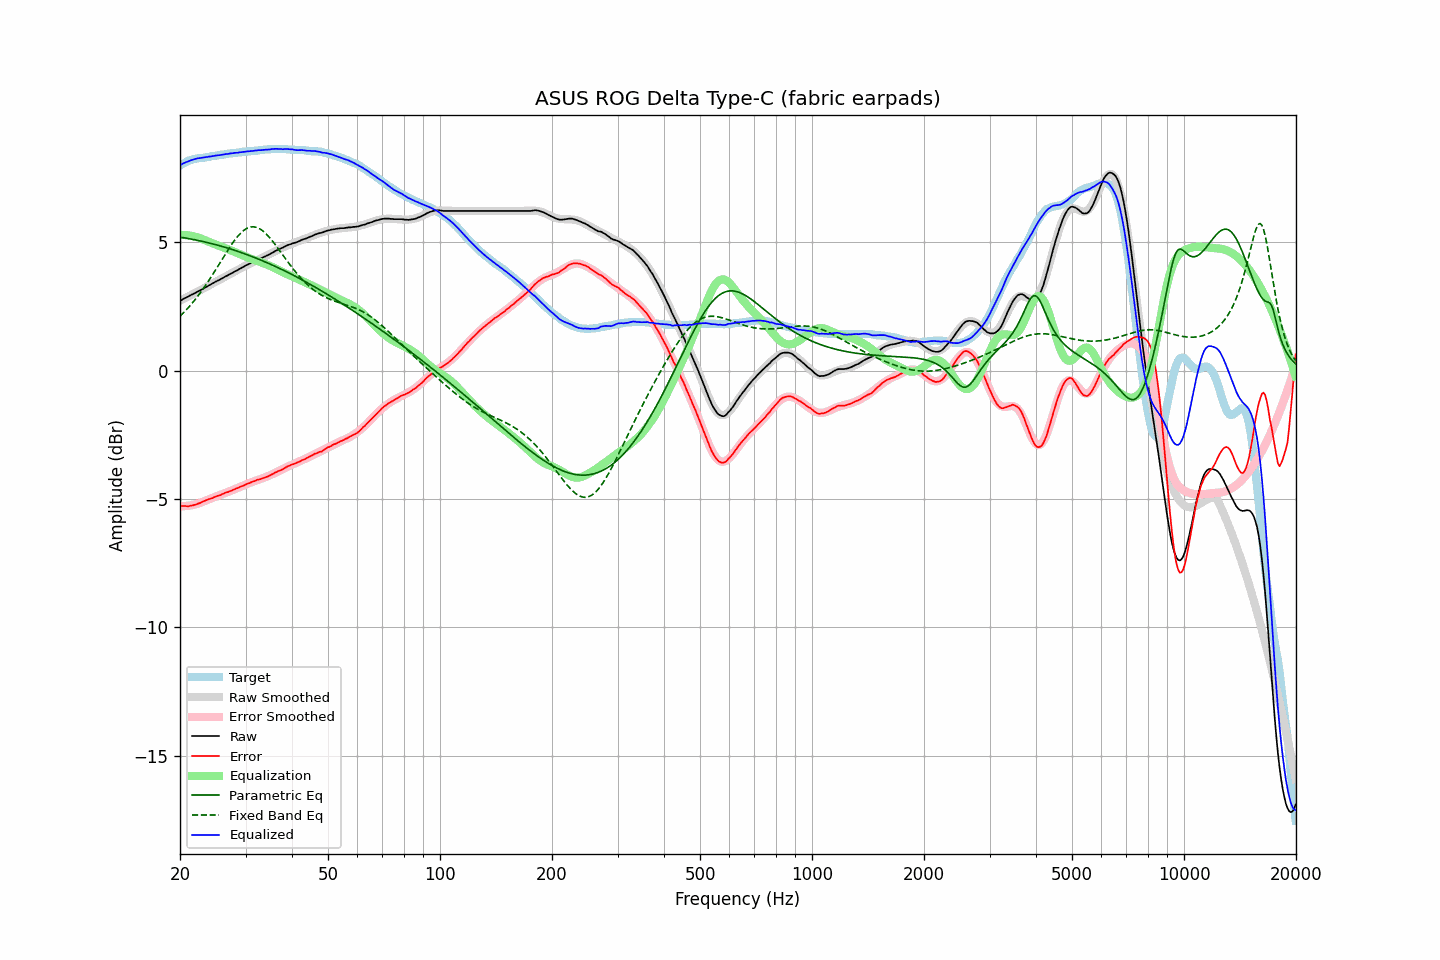 ASUS ROG Delta Type-C (fabric earpads)
Amplitude (dBr)
5
0
−5
−10
−15
Target
Raw Smoothed
Error Smoothed
Raw
Error
Equalization
Parametric Eq
Fixed Band Eq
Equalized
20 50 100 200 500 1000 2000 5000 10000 20000
Frequency (Hz)